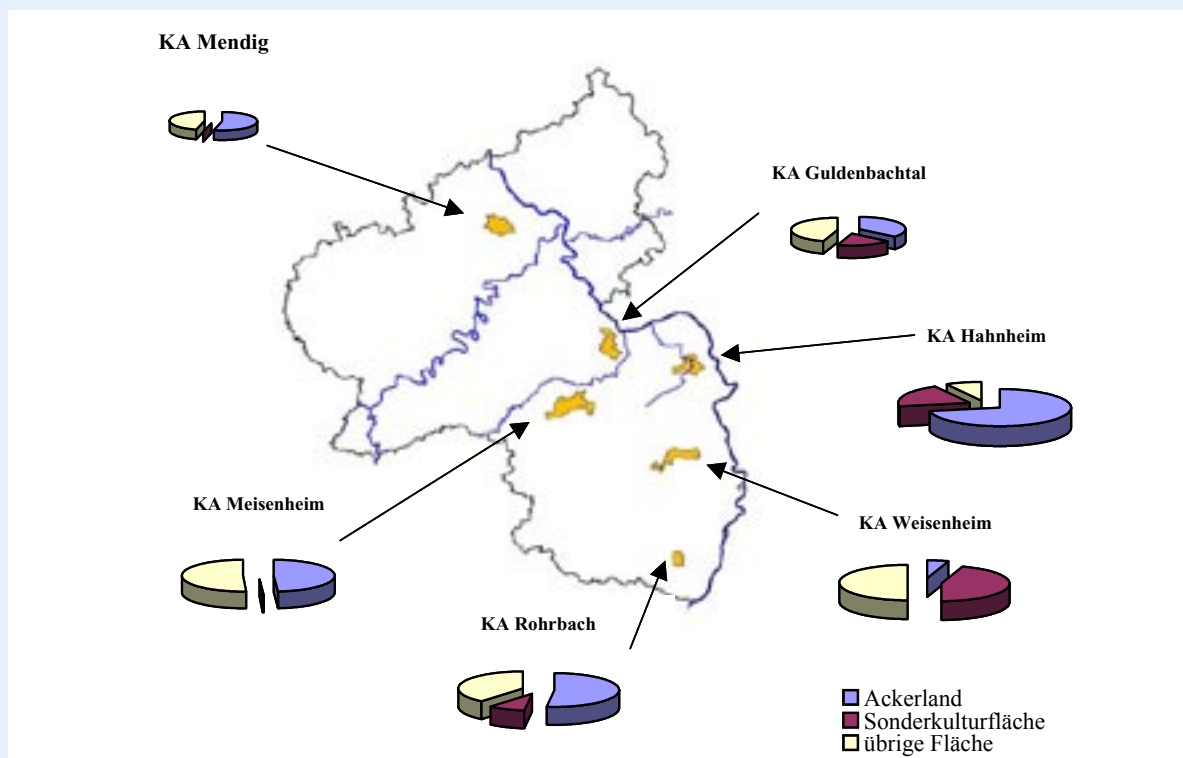 KA Mendig
KA Guldenbachtal
KA Hahnheim
KA Meisenheim
KA Weisenheim
KA Rohrbach
Ackerland
Sonderkulturfläche
übrige Fläche